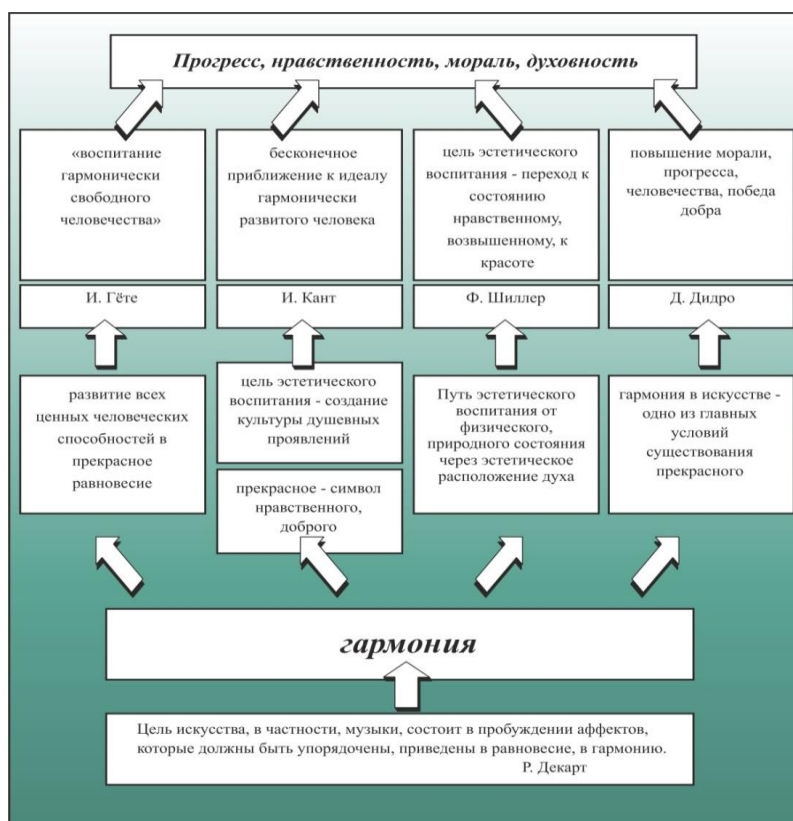 Прогресс, нравственность, мораль, духовность
«воспитание
гармонически
свободного
человечества»
бесконечное
приближение к идеалу
гармонически
развитого человека
цель эстетического
воспитания - переход к
состоянию
нравственному,
возвышенному, к
красоте
повышение морали,
прогресса,
человечества, победа
добра
И. Гёте
И. Кант
Ф. Шиллер
Д. Дидро
развитие всех
ценных человеческих
способностей в
прекрасное
равновесие
цель эстетического
воспитания - создание
культуры душевных
проявлений
прекрасное - символ
нравственного,
доброго
Путь эстетического
воспитания от
физического,
природного состояния
через эстетическое
расположение духа
гармония в искусстве -
одно из главных
условий
существования
прекрасного
гармония
Цель искусства, в частности, музыки, состоит в пробуждении аффектов,
которые должны быть упорядочены, приведены в равновесие, в гармонию.
Р. Декарт